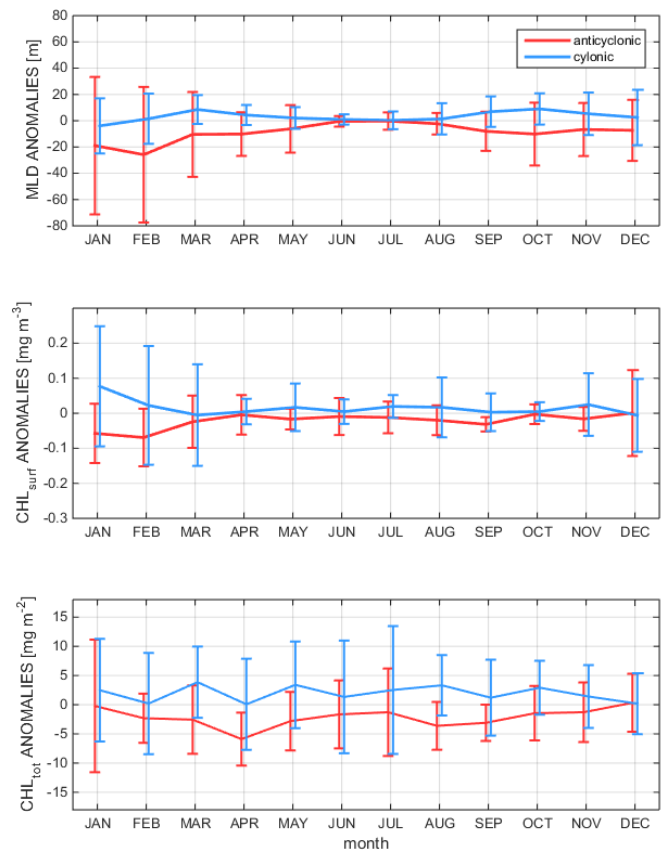 MLD ANOMALIES [m]
80
60
40
20
0
-20
-40
-60
-80
anticyclonic
cylonic
JAN FEB MAR APR MAY JUN JUL AUG SEP OCT NOV DEC
CHLsurf ANOMALIES [mg m-3]
0.2
0.1
0
-0.1
-0.2
-0.3
JAN FEB MAR APR MAY JUN JUL AUG SEP OCT NOV DEC
CHLtot ANOMALIES [mg m-2]
15
10
5
0
-5
-10
-15
JAN FEB MAR APR MAY JUN JUL AUG SEP OCT NOV DEC
month